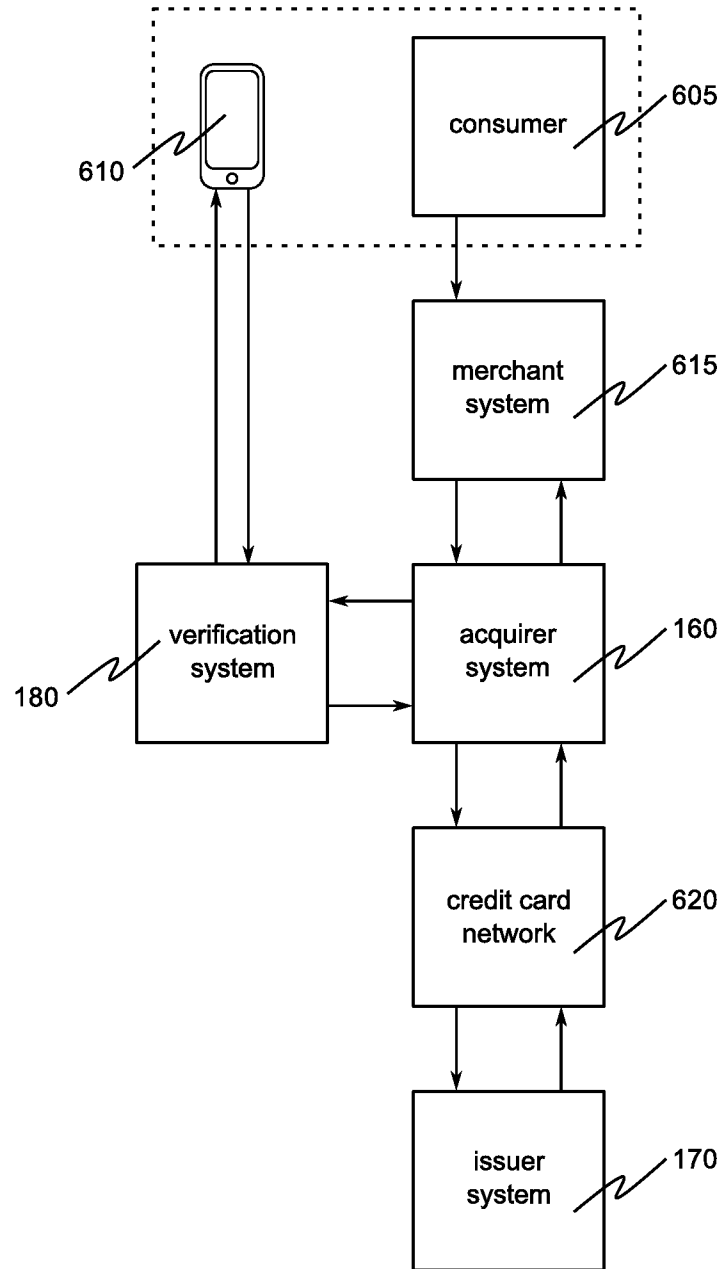 605
consumer
610
merchant
system
615
verification
system
180
acquirer
system
160
credit card
network
620
issuer
system
170